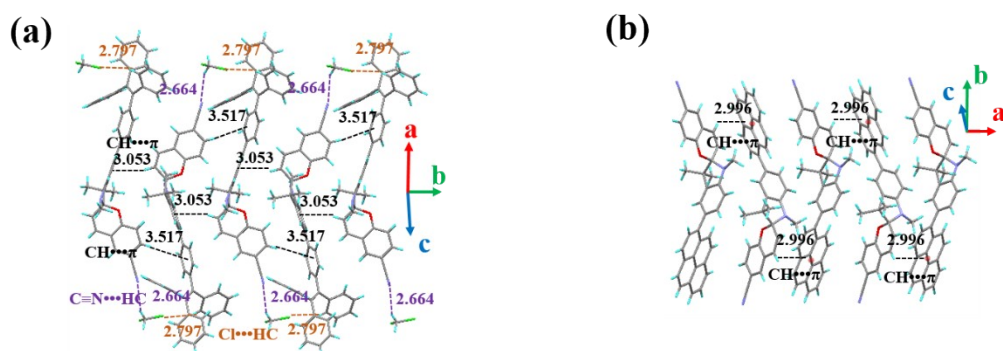 (a)
2.797 2.797 2.797
2.664 2.664
3.517 3.517
CH•••π
3.053 3.053
a
b
c
3.053 3.053
3.517 3.517
CH•••π
C≡N•••HC 2.664 2.664 2.664
2.797 Cl•••HC 2.797
(b)
b
c
a
2.996 2.996
CH•••π CH•••π
2.996 2.996
CH•••π CH•••π